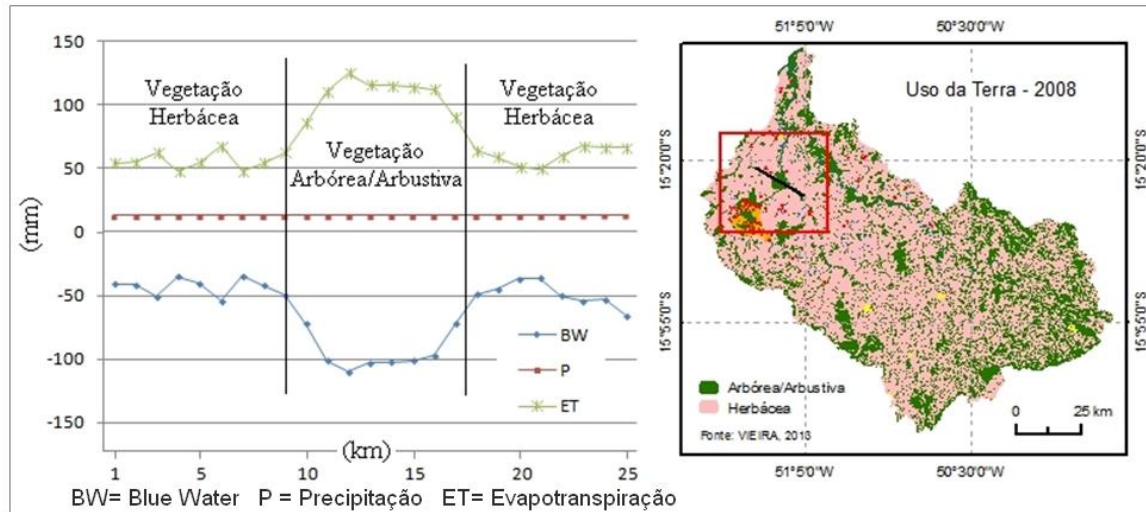 150
100
50
0
-50
-100
-150
(mm)
Vegetação
Herbácea
Vegetação
Arbórea/Arbustiva
Vegetação
Herbácea
BW
P
ET
1
5
10
15
20
25
(km)
BW= Blue Water P = Precipitação ET= Evapotranspiração
51°5'0"W
50°30'0"W
Uso da Terra - 2008
15°20'0"S
15°55'0"S
15°20'0"S
15°55'0"S
Arbórea/Arbustiva
Herbácea
Fonte: VIEIRA, 2013
0 25 km
51°5'0"W
50°30'0"W